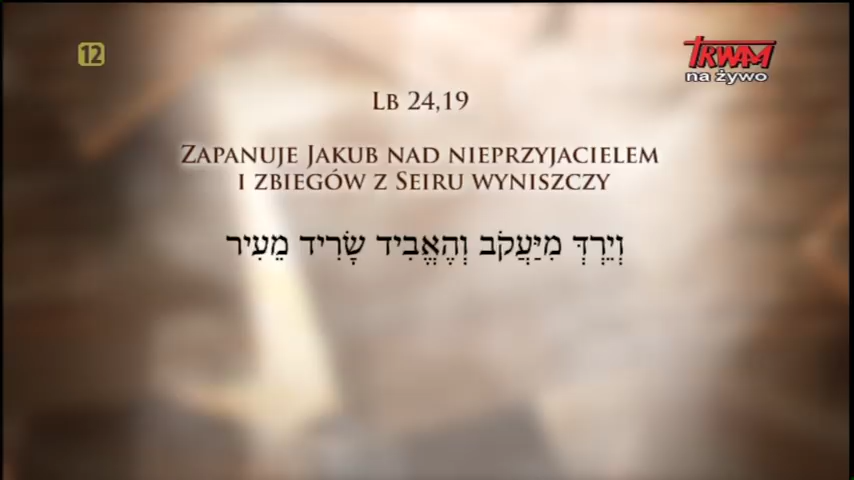 12
TRWAM
na żywo
LB 24,19
ZAPANUJE JAKUB NAD NIEPRZYJACIELEM
I ZBIEGÓW Z SEIRU WYNISZCZY
וְיֵרְדְּ מִיַּעֲקֹב וְהֶאֱבִיד שָׂרִיד מֵעִיר